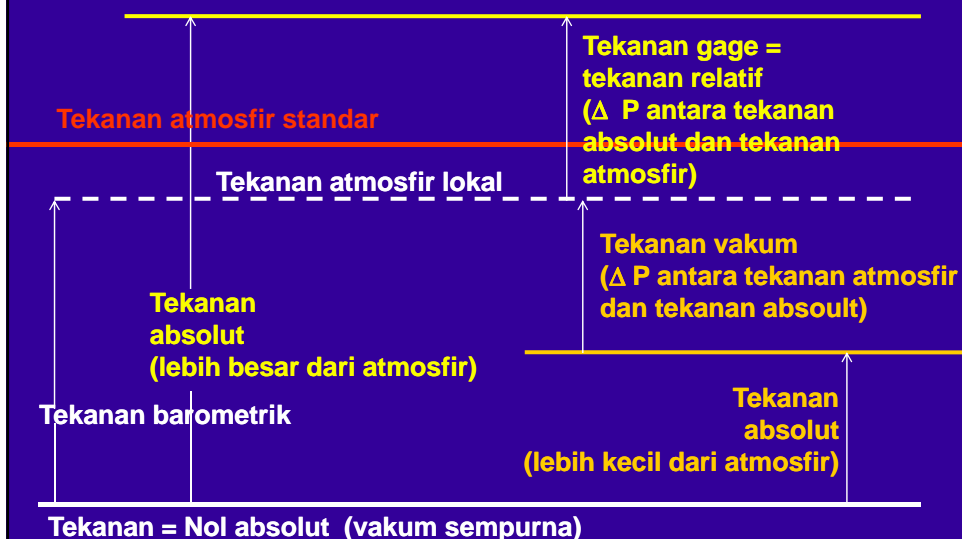 Tekanan gage =
tekanan relatif
(Δ P antara tekanan
absolut dan tekanan
atmosfir)
Tekanan atmosfir standar
Tekanan atmosfir lokal
Tekanan vakum
(Δ P antara tekanan atmosfir
dan tekanan absoult)
Tekanan
absolut
(lebih besar dari atmosfir)
Tekanan
absolut
(lebih kecil dari atmosfir)
Tekanan barometrik
Tekanan = Nol absolut (vakum sempurna)